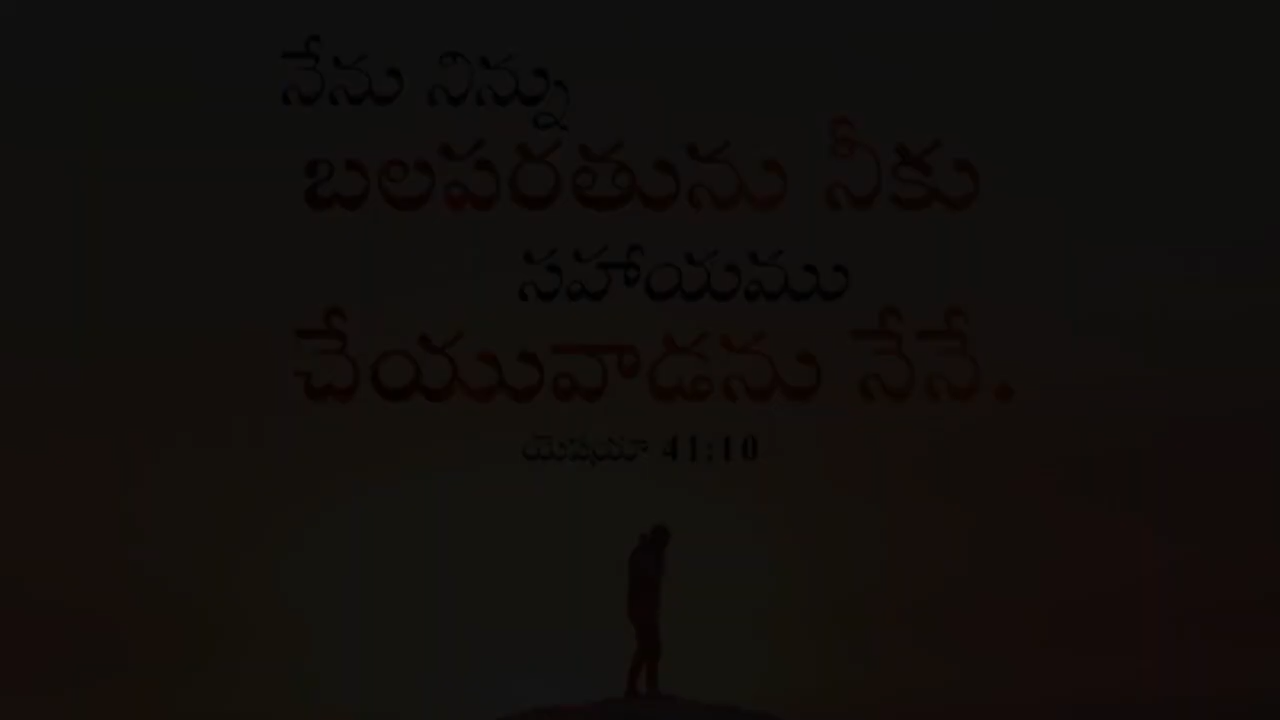 నేను నిన్ను
బలపరతును నీకు
సహాయము
చేయువాడను నేనే.
యెషయా 41:10